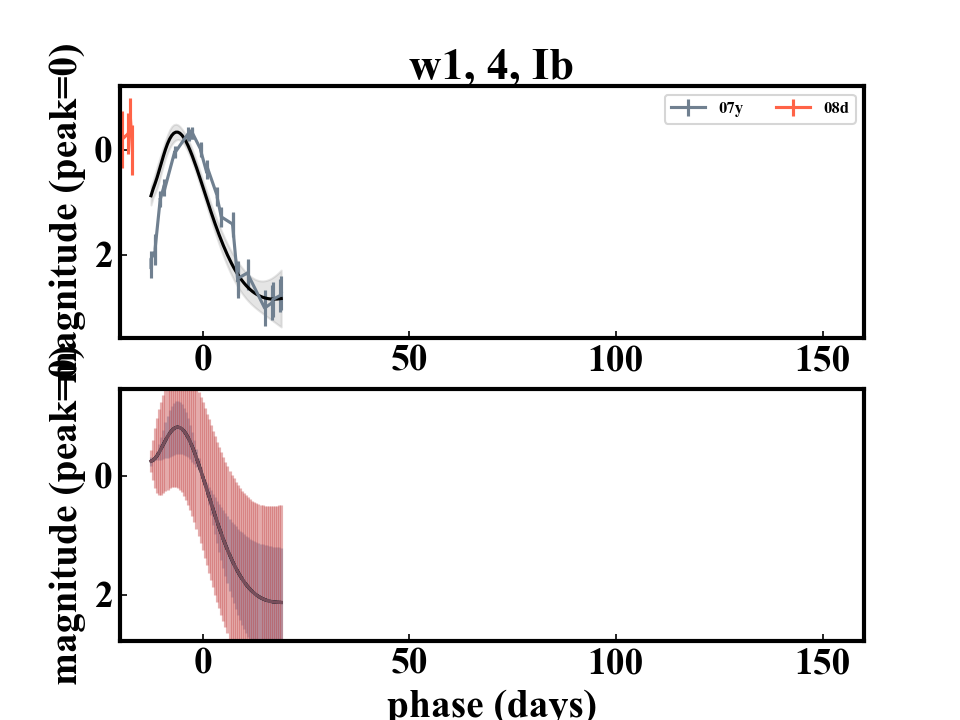 w1, 4, Ib
magnitude (peak=0)
07y 08d
0
2
0 50 100 150
magnitude (peak=0)
0
2
0 50 100 150
phase (days)